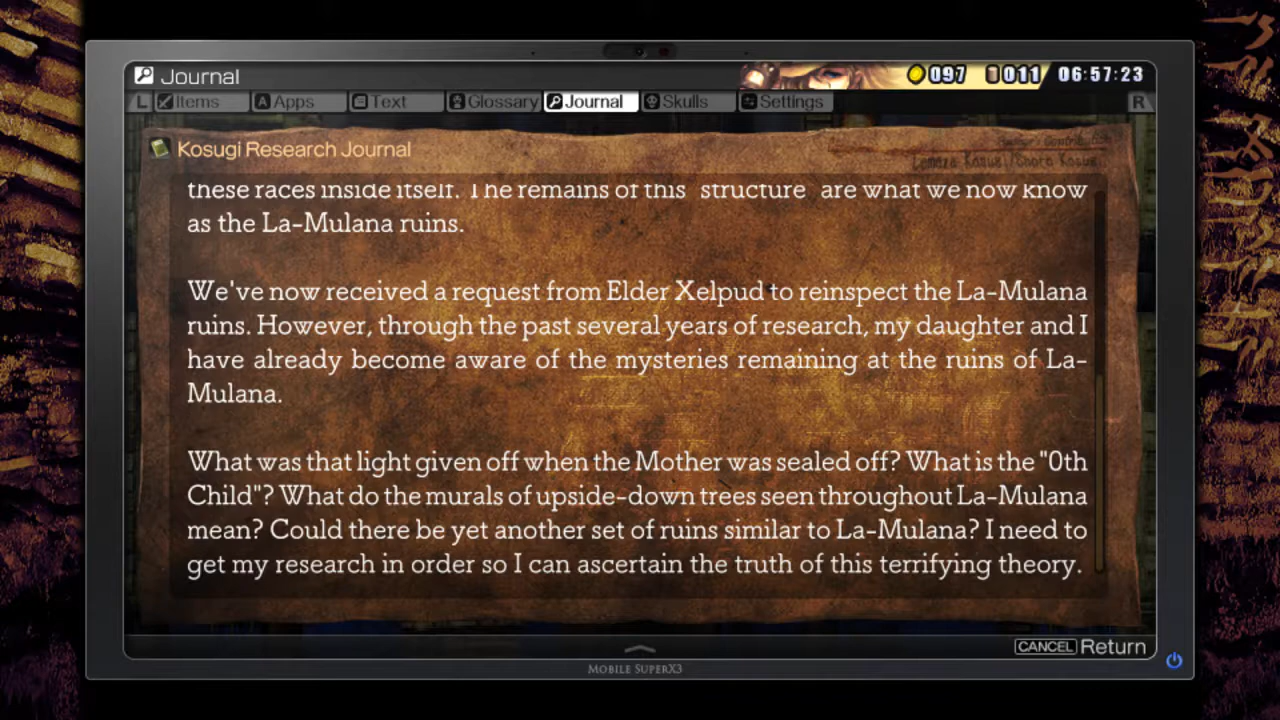 Journal
097 011 06:57:23
L Items A Apps Text Glossary Journal Skulls Settings R
Kosugi Research Journal
Lemeza Kosugi/Shorn Kosugi
these races inside itself. The remains of this structure are what we now know
as the La-Mulana ruins.
We've now received a request from Elder Xelpud to reinspect the La-Mulana
ruins. However, through the past several years of research, my daughter and I
have already become aware of the mysteries remaining at the ruins of La-
Mulana.
What was that light given off when the Mother was sealed off? What is the "0th
Child"? What do the murals of upside-down trees seen throughout La-Mulana
mean? Could there be yet another set of ruins similar to La-Mulana? I need to
get my research in order so I can ascertain the truth of this terrifying theory.
CANCEL Return
MOBILE SUPERX3